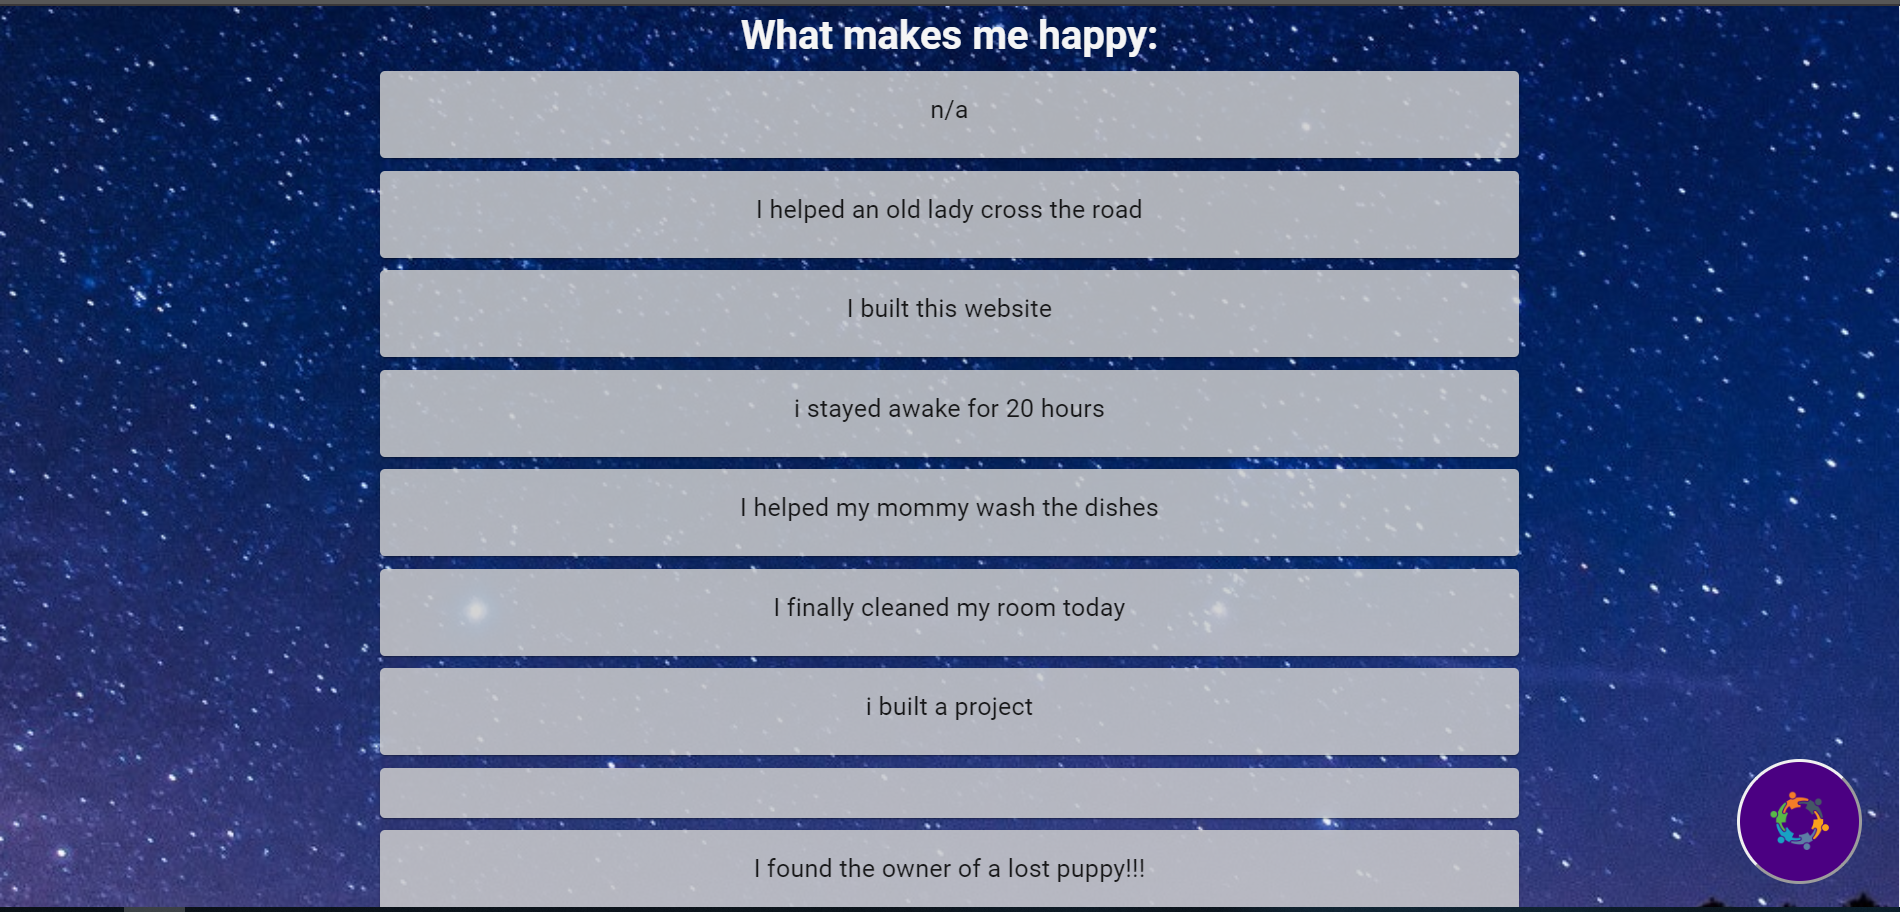 What makes me happy:
n/a
I helped an old lady cross the road
I built this website
i stayed awake for 20 hours
I helped my mommy wash the dishes
I finally cleaned my room today
i built a project
I found the owner of a lost puppy!!!